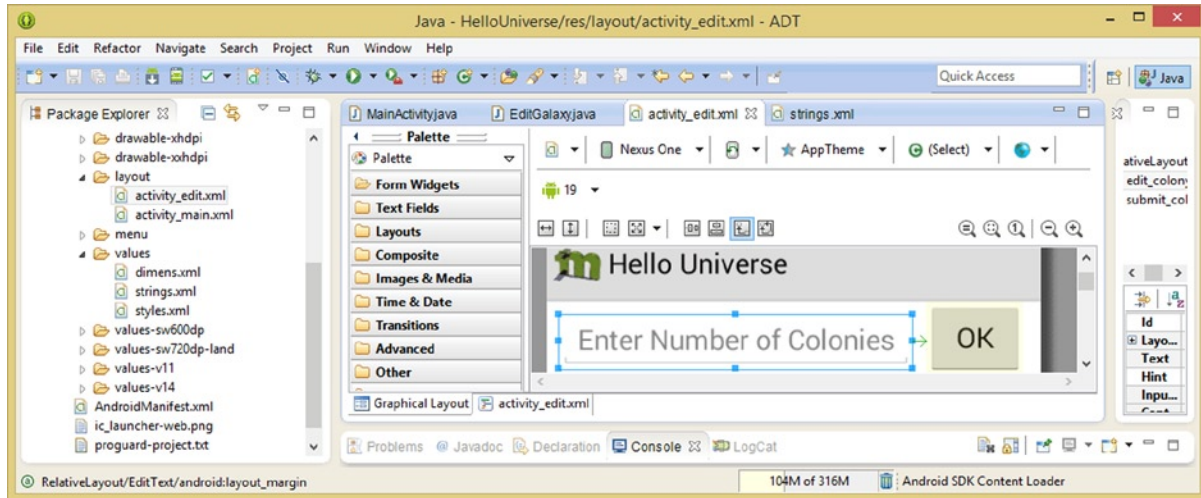 Java - HelloUniverse/res/layout/activity_edit.xml - ADT
File Edit Refactor Navigate Search Project Run Window Help
Quick Access
Java
Package Explorer
drawable-xhdpi
drawable-xxhdpi
layout
activity_edit.xml
activity_main.xml
menu
values
dimens.xml
strings.xml
styles.xml
values-sw600dp
values-sw720dp-land
values-v11
values-v14
AndroidManifest.xml
ic_launcher-web.png
proguard-project.txt
MainActivity.java EditGalaxy.java activity_edit.xml strings.xml
Palette
Palette
Form Widgets
Text Fields
Layouts
Composite
Images & Media
Time & Date
Transitions
Advanced
Other
Nexus One AppTheme (Select)
19
Hello Universe
Enter Number of Colonies OK
Graphical Layout activity_edit.xml
ativeLayout
edit_colony
submit_col
Id
Layo...
Text
Hint
Inpu...
Problems @ Javadoc Declaration Console LogCat
RelativeLayout/EditText/android:layout_margin
104M of 316M
Android SDK Content Loader